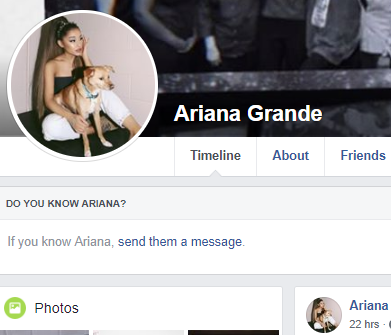 Ariana Grande
Timeline About Friends
DO YOU KNOW ARIANA?
If you know Ariana, send them a message.
Photos
Ariana
22 hrs ·